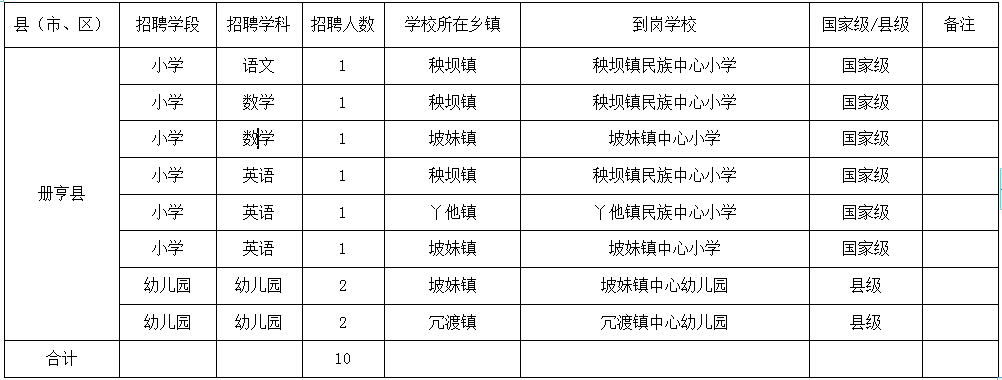 县（市、区） 招聘学段 招聘学科 招聘人数 学校所在乡镇 到岗学校 国家级/县级 备注
小学 语文 1 秧坝镇 秧坝镇民族中心小学 国家级
小学 数学 1 秧坝镇 秧坝镇民族中心小学 国家级
小学 数学 1 坡妹镇 坡妹镇中心小学 国家级
册亨县 小学 英语 1 秧坝镇 秧坝镇民族中心小学 国家级
小学 英语 1 丫他镇 丫他镇民族中心小学 国家级
小学 英语 1 坡妹镇 坡妹镇中心小学 国家级
幼儿园 幼儿园 2 坡妹镇 坡妹镇中心幼儿园 县级
幼儿园 幼儿园 2 冗渡镇 冗渡镇中心幼儿园 县级
合计 10